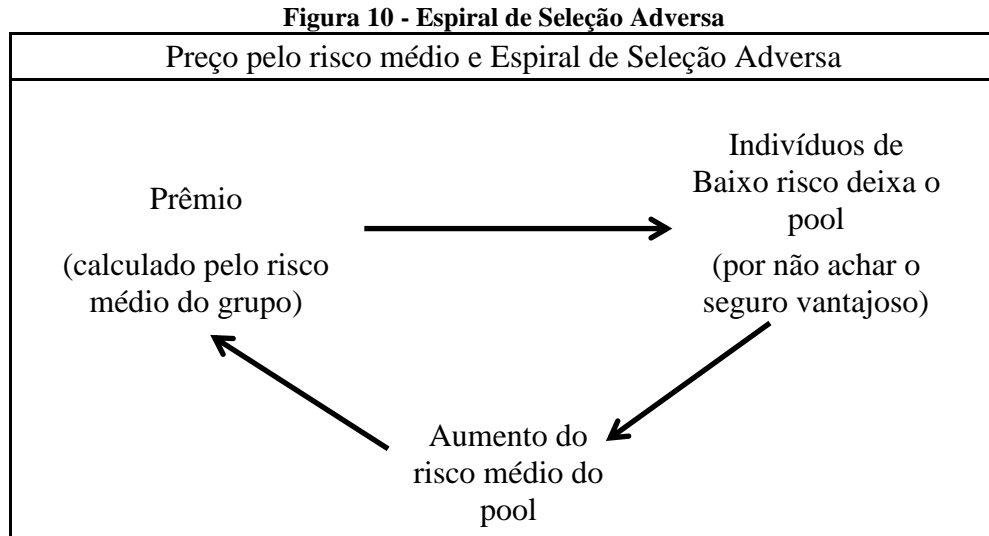 Figura 10 - Espiral de Seleção Adversa
Preço pelo risco médio e Espiral de Seleção Adversa
Prêmio
(calculado pelo risco
médio do grupo)
Indivíduos de
Baixo risco deixa o
pool
(por não achar o
seguro vantajoso)
Aumento do
risco médio do
pool